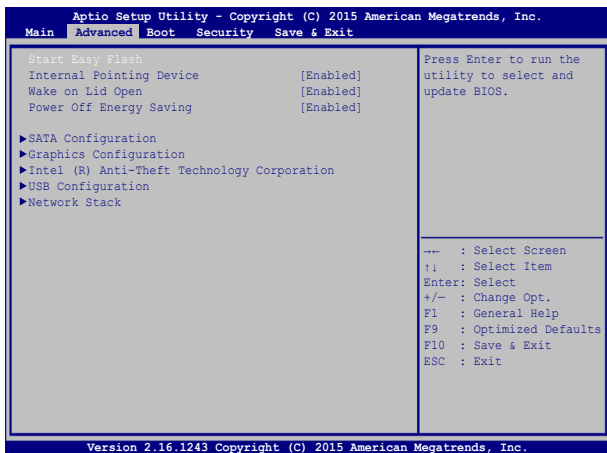 Aptio Setup Utility - Copyright (C) 2015 American Megatrends, Inc.
Main Advanced Boot Security Save & Exit
Start Easy Flash
Internal Pointing Device [Enabled]
Wake on Lid Open [Enabled]
Power Off Energy Saving [Enabled]
▶SATA Configuration
▶Graphics Configuration
▶Intel (R) Anti-Theft Technology Corporation
▶USB Configuration
▶Network Stack
Press Enter to run the
utility to select and
update BIOS.
→← : Select Screen
↑↓ : Select Item
Enter: Select
+/— : Change Opt.
F1 : General Help
F9 : Optimized Defaults
F10 : Save & Exit
ESC : Exit
Version 2.16.1243 Copyright (C) 2015 American Megatrends, Inc.